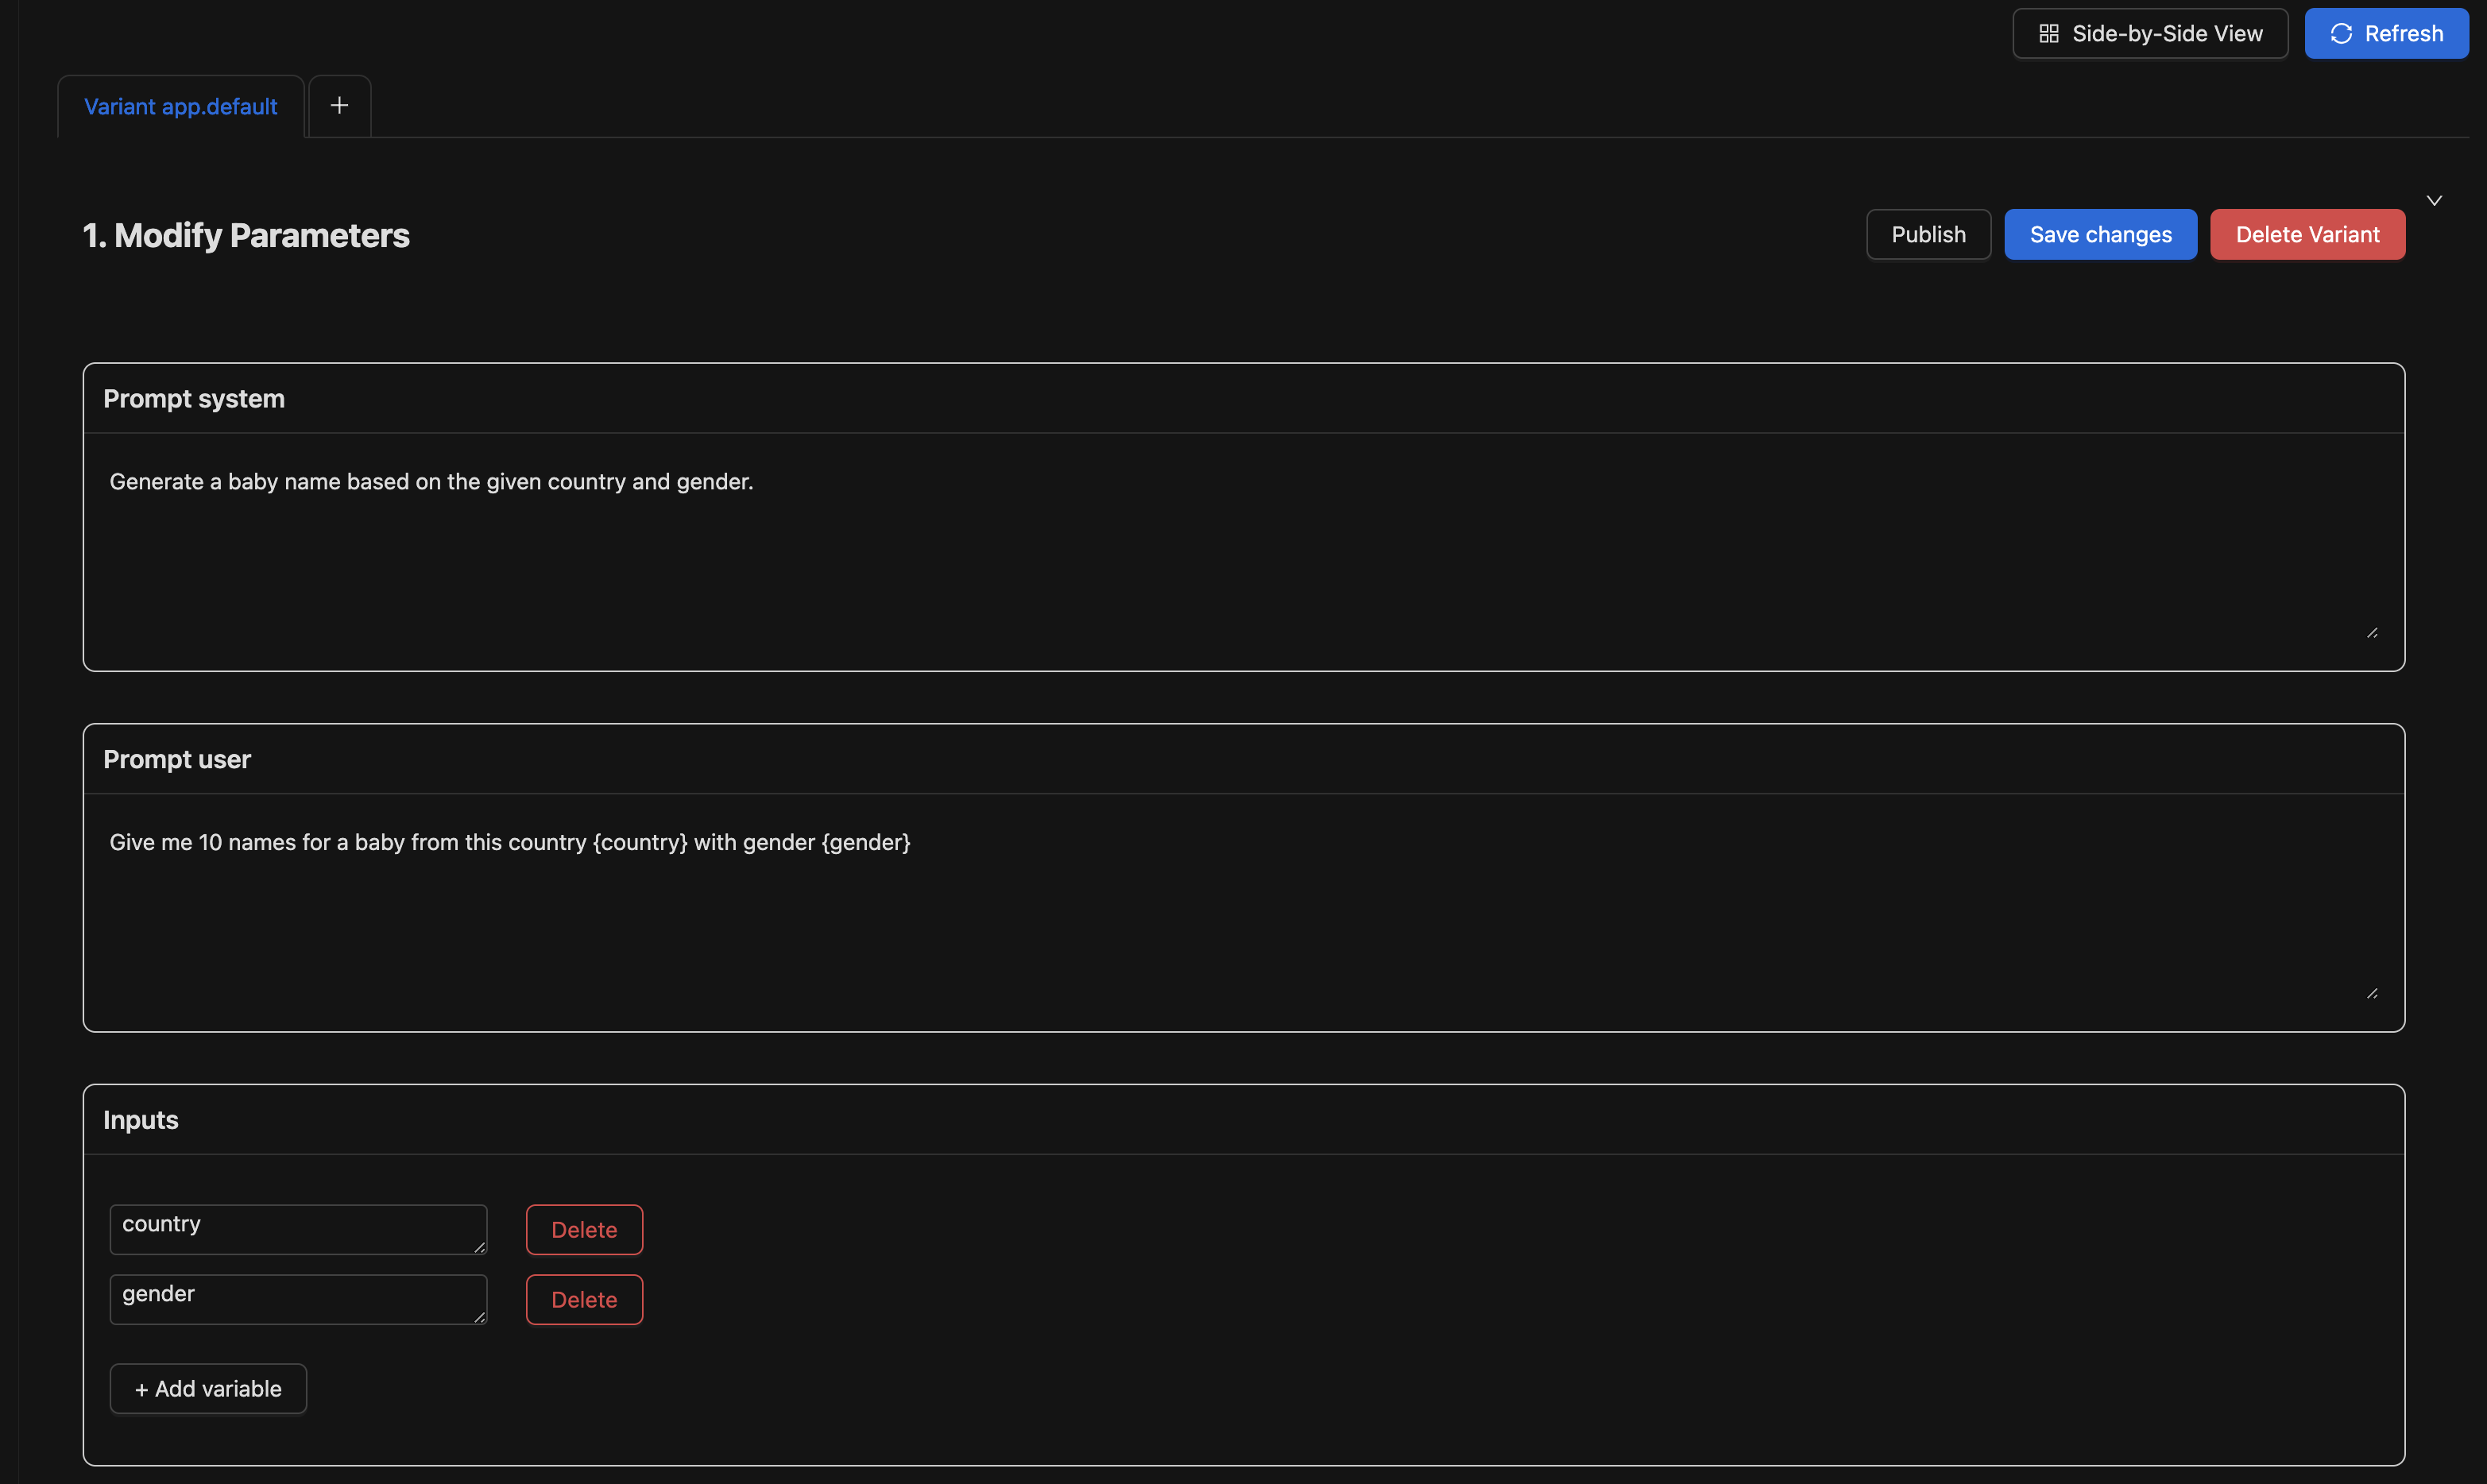 Side-by-Side View
Refresh
Variant app.default
+
1. Modify Parameters
Publish
Save changes
Delete Variant
Prompt system
Generate a baby name based on the given country and gender.
Prompt user
Give me 10 names for a baby from this country {country} with gender {gender}
Inputs
country
Delete
gender
Delete
+ Add variable